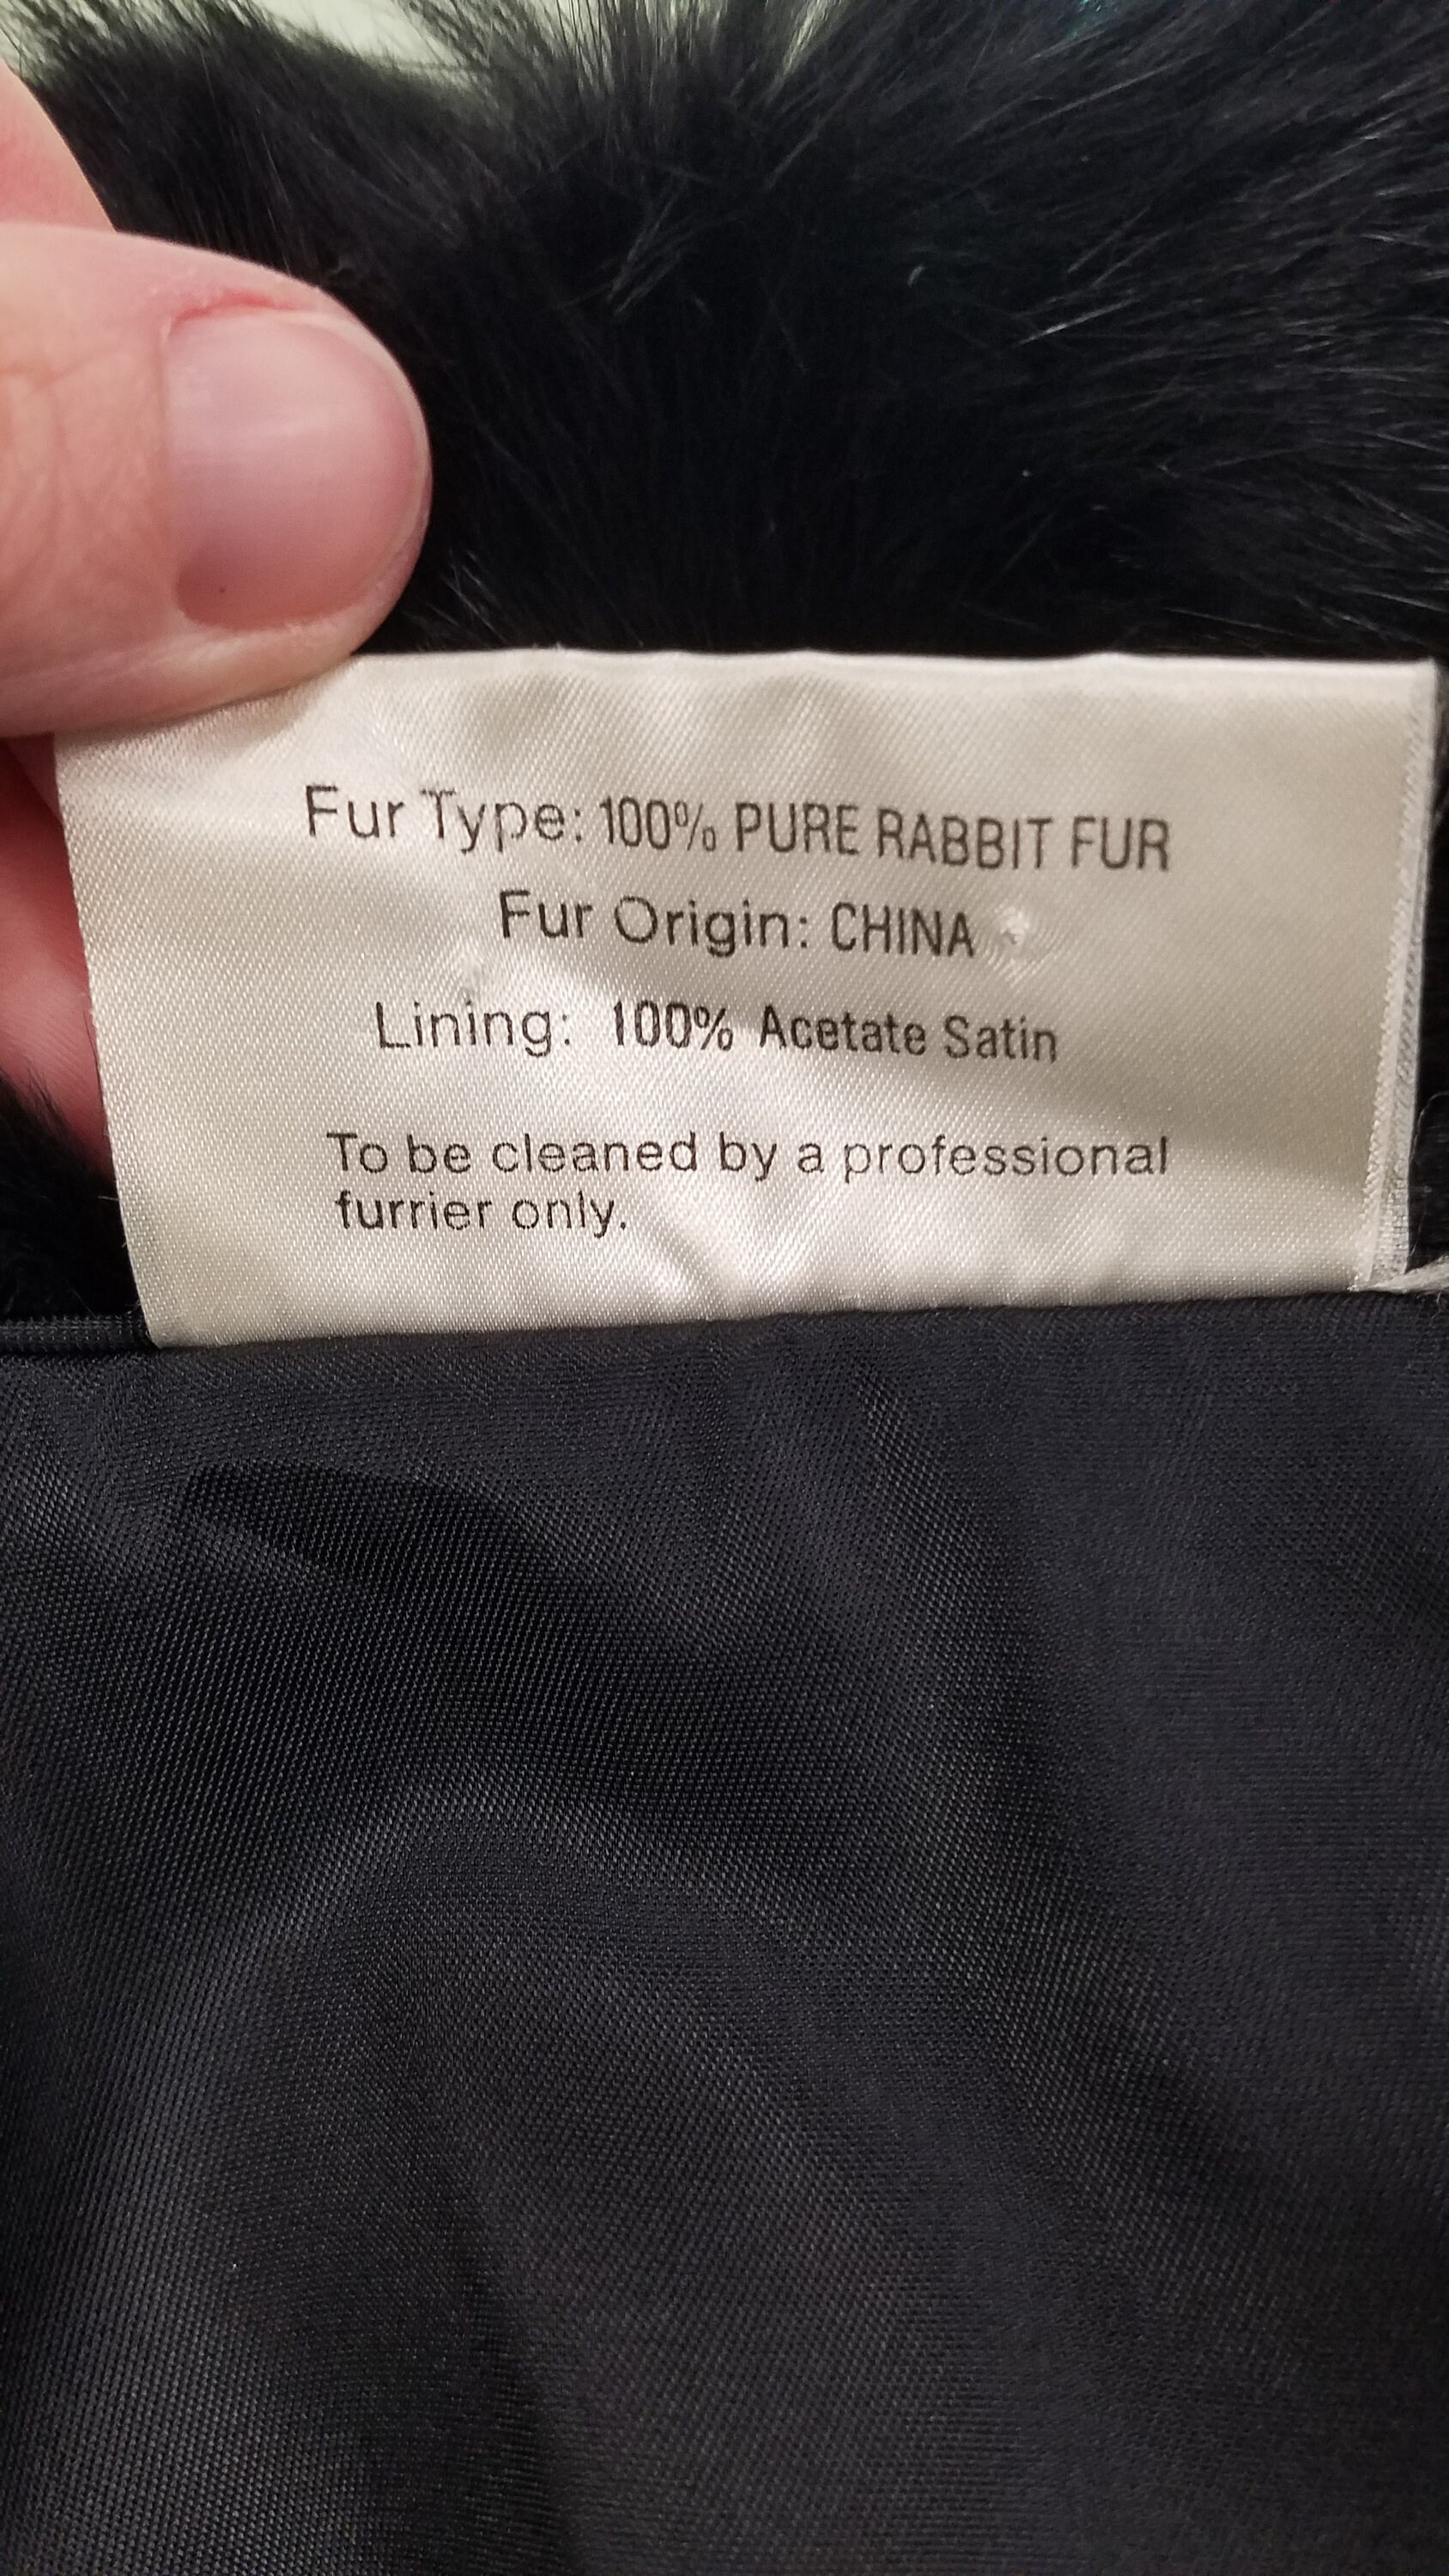 Fur Type: 100% PURE RABBIT FUR
Fur Origin: CHINA
Lining: 100% Acetate Satin
To be cleaned by a professional
furrier only.